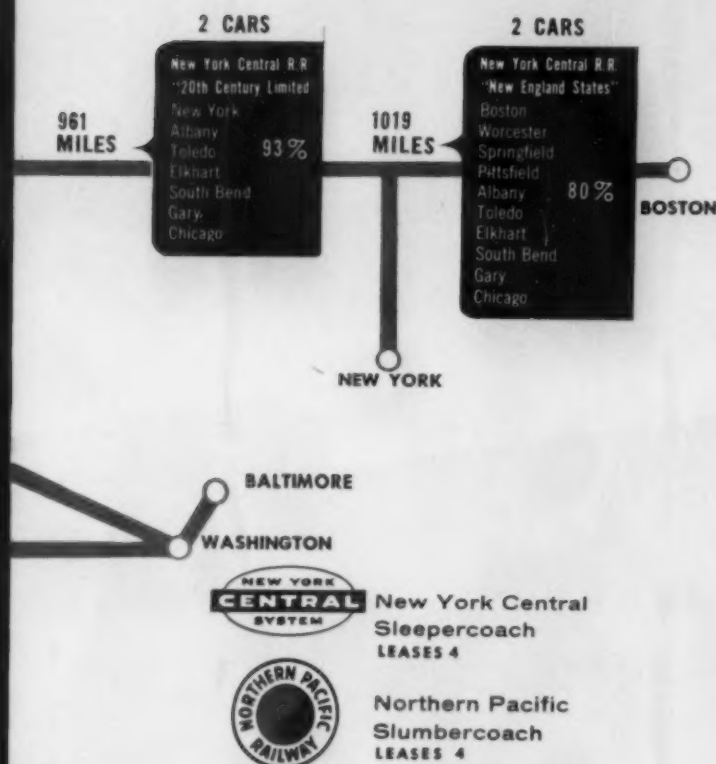 2 CARS
New York Central R.R.
"20th Century Limited
New York
Albany
Toledo
Elkhart
South Bend
Gary
Chicago
93%
961
MILES
2 CARS
New York Central R.R.
"New England States"
Boston
Worcester
Springfield
Pittsfield
Albany
Toledo
Elkhart
South Bend
Gary
Chicago
80%
1019
MILES
BOSTON
NEW YORK
BALTIMORE
WASHINGTON
NEW YORK
CENTRAL
SYSTEM
New York Central
Sleepercoach
LEASES 4
NORTHERN PACIFIC
RAILWAY
Northern Pacific
Slumbercoach
LEASES 4